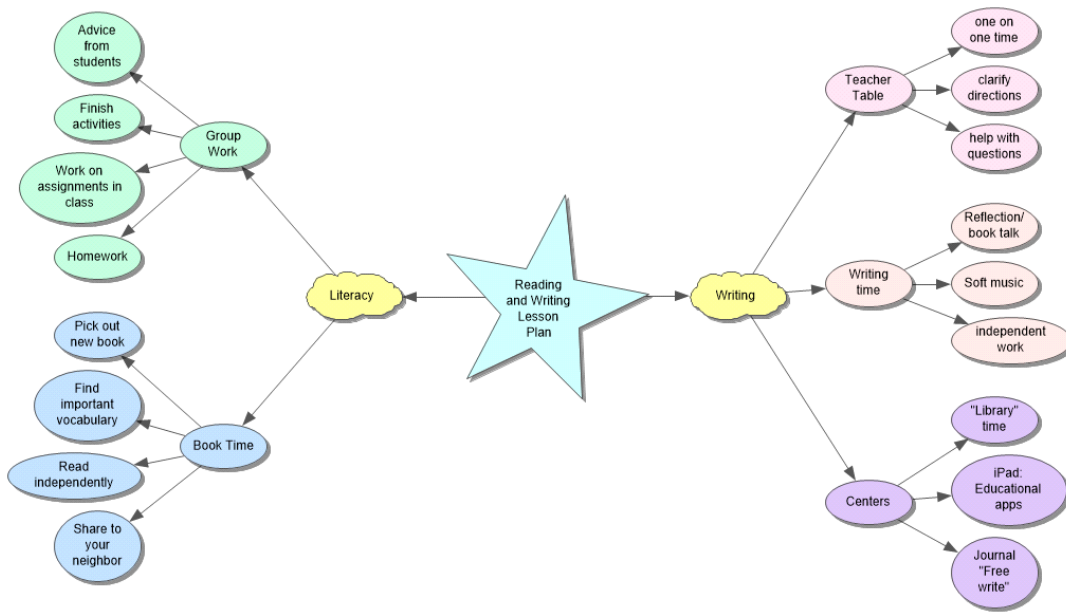 Reading
and Writing
Lesson
Plan
Literacy
Group
Work
Advice
from
students
Finish
activities
Work on
assignments in
class
Homework
Book Time
Pick out
new book
Find
important
vocabulary
Read
independently
Share to
your
neighbor
Writing
Teacher
Table
one on
one time
clarify
directions
help with
questions
Writing
time
Reflection/
book talk
Soft music
independent
work
Centers
"Library"
time
iPad:
Educational
apps
Journal
"Free
write"